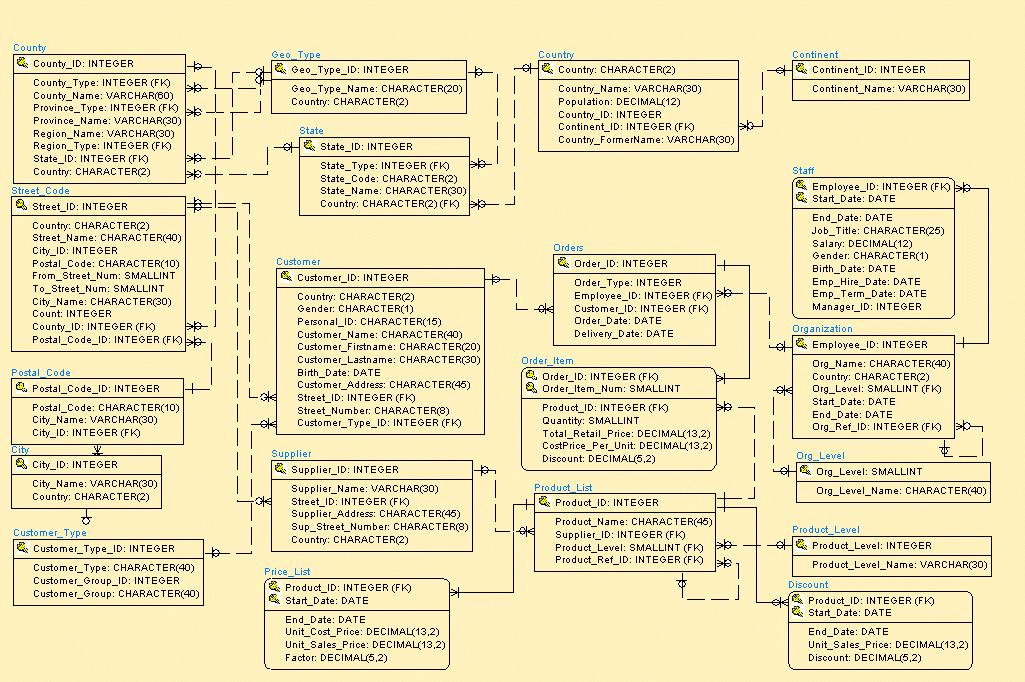 County
County_ID: INTEGER
County_Type: INTEGER (FK)
County_Name: VARCHAR(60)
Province_Type: INTEGER (FK)
Province_Name: VARCHAR(30)
Region_Name: VARCHAR(30)
Region_Type: INTEGER (FK)
State_ID: INTEGER (FK)
Country: CHARACTER(2)
Geo_Type
Geo_Type_ID: INTEGER
Geo_Type_Name: CHARACTER(20)
Country: CHARACTER(2)
Country
Country: CHARACTER(2)
Country_Name: VARCHAR(30)
Population: DECIMAL(12)
Country_ID: INTEGER
Continent_ID: INTEGER (FK)
Country_FormerName: VARCHAR(30)
Continent
Continent_ID: INTEGER
Continent_Name: VARCHAR(30)
State
State_ID: INTEGER
State_Type: INTEGER (FK)
State_Code: CHARACTER(2)
State_Name: CHARACTER(30)
Country: CHARACTER(2) (FK)
Staff
Employee_ID: INTEGER (FK)
Start_Date: DATE
End_Date: DATE
Job_Title: CHARACTER(25)
Salary: DECIMAL(12)
Gender: CHARACTER(1)
Birth_Date: DATE
Emp_Hire_Date: DATE
Emp_Term_Date: DATE
Manager_ID: INTEGER
Street_Code
Street_ID: INTEGER
Country: CHARACTER(2)
Street_Name: CHARACTER(40)
City_ID: INTEGER
Postal_Code: CHARACTER(10)
From_Street_Num: SMALLINT
To_Street_Num: SMALLINT
City_Name: CHARACTER(30)
Count: INTEGER
County_ID: INTEGER (FK)
Postal_Code_ID: INTEGER (FK)
Customer
Customer_ID: INTEGER
Country: CHARACTER(2)
Gender: CHARACTER(1)
Personal_ID: CHARACTER(15)
Customer_Name: CHARACTER(40)
Customer_Firstname: CHARACTER(20)
Customer_Lastname: CHARACTER(30)
Birth_Date: DATE
Customer_Address: CHARACTER(45)
Street_ID: INTEGER (FK)
Street_Number: CHARACTER(8)
Customer_Type_ID: INTEGER (FK)
Orders
Order_ID: INTEGER
Order_Type: INTEGER
Employee_ID: INTEGER (FK)
Customer_ID: INTEGER (FK)
Order_Date: DATE
Delivery_Date: DATE
Organization
Employee_ID: INTEGER
Org_Name: CHARACTER(40)
Country: CHARACTER(2)
Org_Level: SMALLINT (FK)
Start_Date: DATE
End_Date: DATE
Org_Ref_ID: INTEGER (FK)
Order_Item
Order_ID: INTEGER (FK)
Order_Item_Num: SMALLINT
Product_ID: INTEGER (FK)
Quantity: SMALLINT
Total_Retail_Price: DECIMAL(13,2)
CostPrice_Per_Unit: DECIMAL(13,2)
Discount: DECIMAL(5,2)
Postal_Code
Postal_Code_ID: INTEGER
Postal_Code: CHARACTER(10)
City_Name: VARCHAR(30)
City_ID: INTEGER (FK)
City
City_ID: INTEGER
City_Name: VARCHAR(30)
Country: CHARACTER(2)
Supplier
Supplier_ID: INTEGER
Supplier_Name: VARCHAR(30)
Street_ID: INTEGER (FK)
Supplier_Address: CHARACTER(45)
Sup_Street_Number: CHARACTER(8)
Country: CHARACTER(2)
Org_Level
Org_Level: SMALLINT
Org_Level_Name: CHARACTER(40)
Product_List
Product_ID: INTEGER
Product_Name: CHARACTER(45)
Supplier_ID: INTEGER (FK)
Product_Level: SMALLINT (FK)
Product_Ref_ID: INTEGER (FK)
Customer_Type
Customer_Type_ID: INTEGER
Customer_Type: CHARACTER(40)
Customer_Group_ID: INTEGER
Customer_Group: CHARACTER(40)
Product_Level
Product_Level: INTEGER
Product_Level_Name: VARCHAR(30)
Price_List
Product_ID: INTEGER (FK)
Start_Date: DATE
End_Date: DATE
Unit_Cost_Price: DECIMAL(13,2)
Unit_Sales_Price: DECIMAL(13,2)
Factor: DECIMAL(5,2)
Discount
Product_ID: INTEGER (FK)
Start_Date: DATE
End_Date: DATE
Unit_Sales_Price: DECIMAL(13,2)
Discount: DECIMAL(5,2)